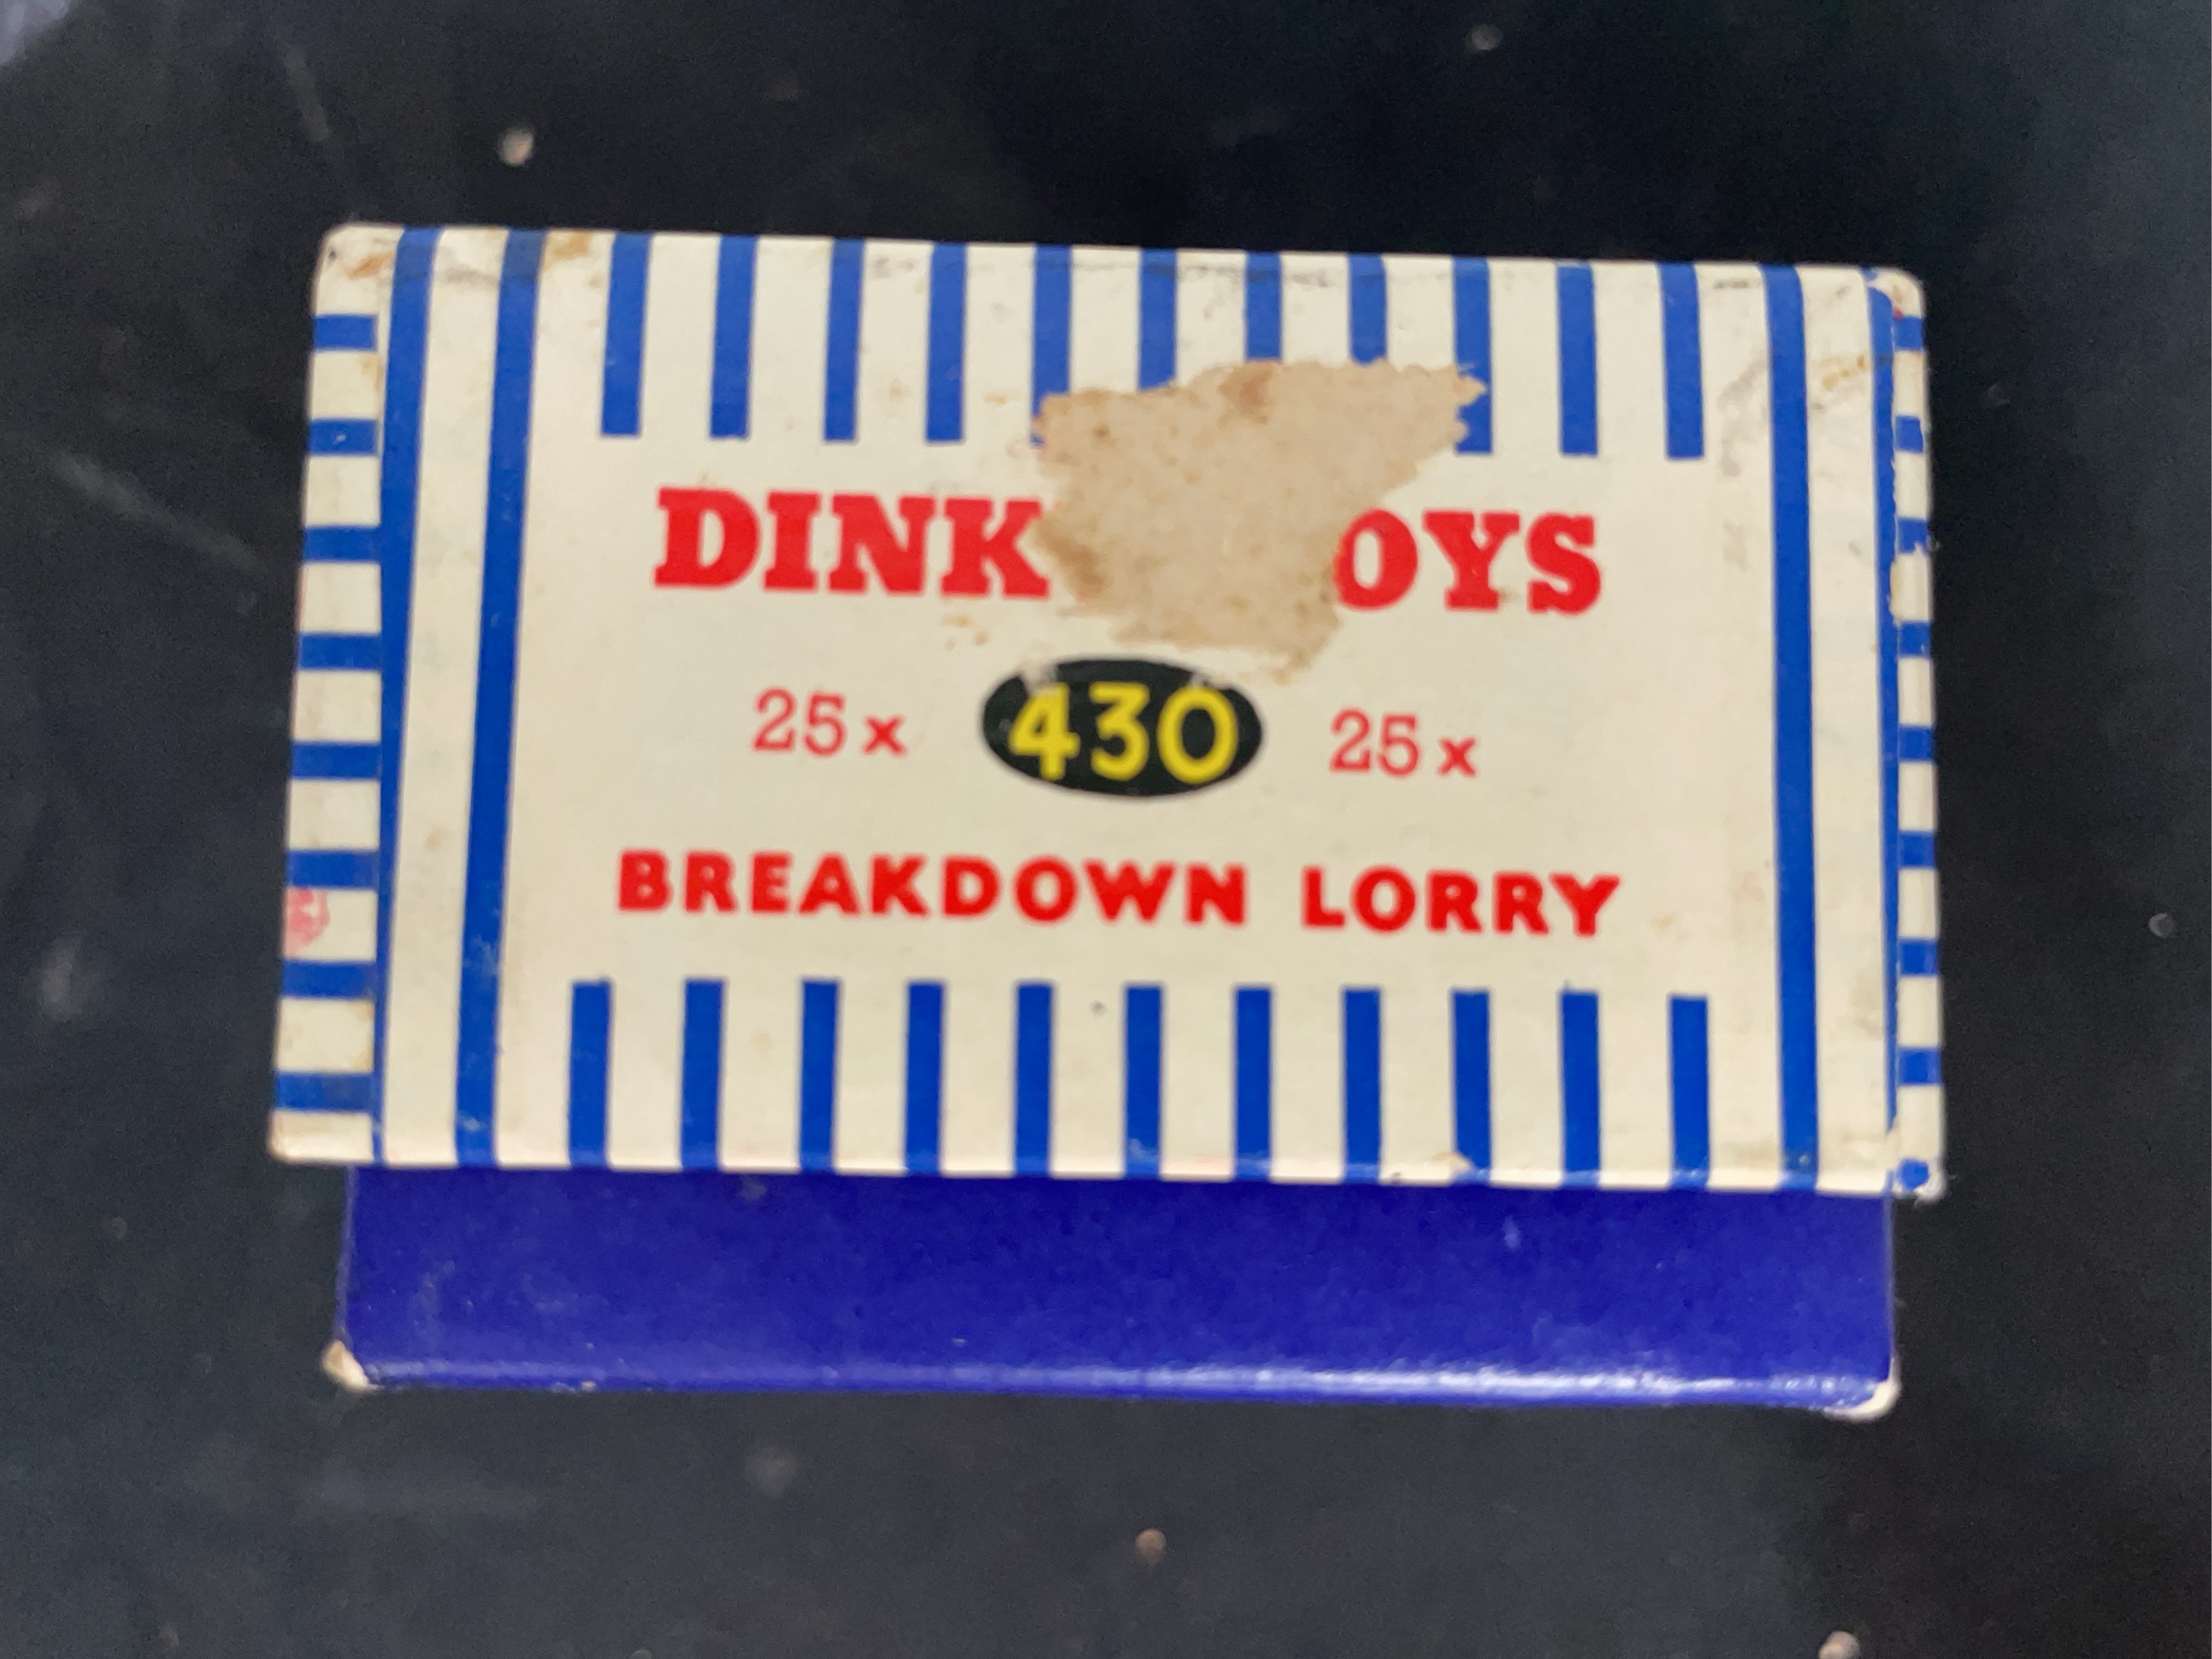 DINK OYS
25x 430 25x
BREAKDOWN LORRY